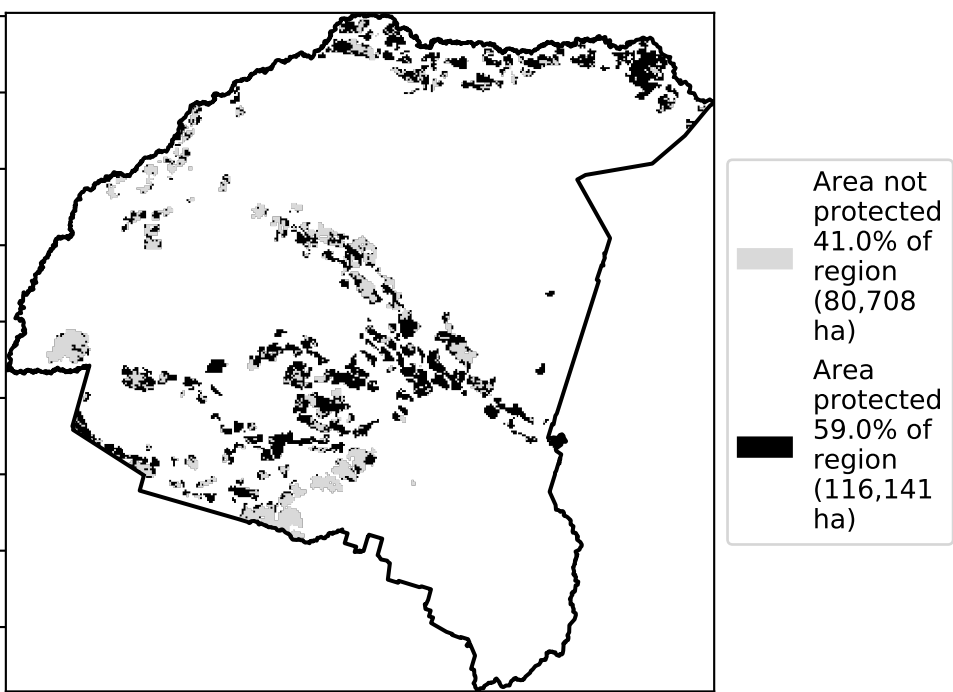 Area not
protected
41.0% of
region
(80,708
ha)
Area
protected
59.0% of
region
(116,141
ha)